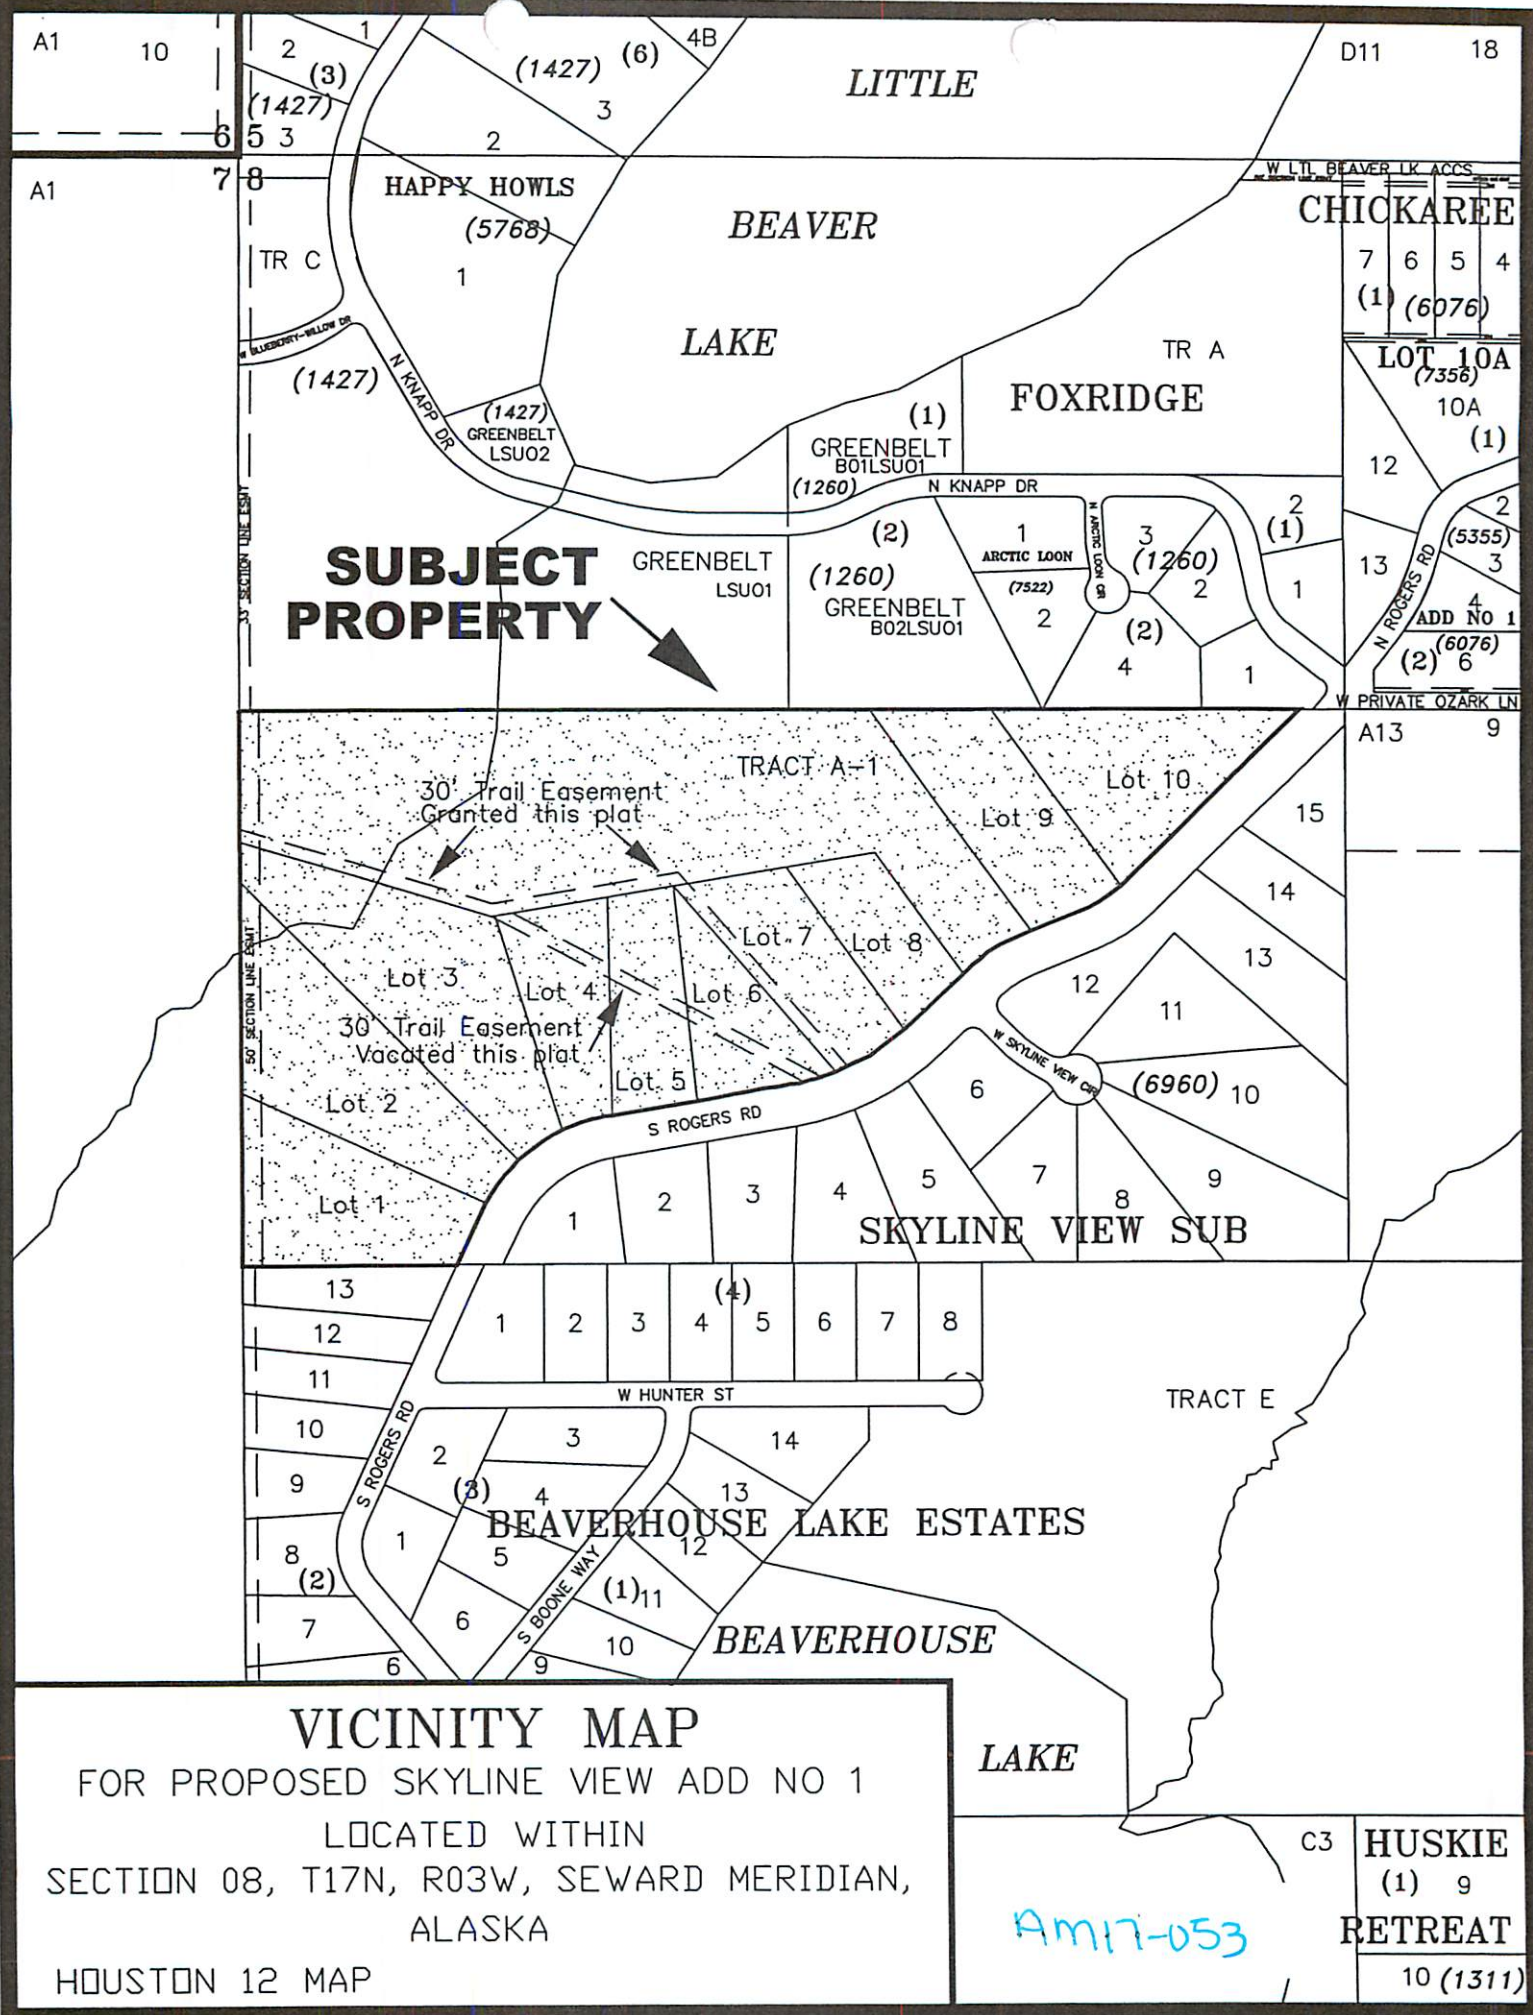 A1 10
1
2
(3)
(1427)
3
(1427)
(6)
4B
3
2
LITTLE
D11 18
6 5
7 8
A1
W LTL BEAVER LK ACCS
HAPPY HOWLS
(5768)
1
BEAVER
CHICKAREE
7 6 5 4
(1) (6076)
TR C
W BLUEBERRY-WILLOW DR
(1427)
N KNAPP DR
LAKE
TR A
FOXRIDGE
LOT 10A
(7356)
10A
(1)
12
(1427)
GREENBELT
LSU02
(1)
GREENBELT
B01LSU01
(1260)
N KNAPP DR
33' SECTION LINE ESMT
SUBJECT
PROPERTY
GREENBELT
LSU01
(2)
(1260)
GREENBELT
B02LSU01
1
ARCTIC LOON
(7522)
2
N ARCTIC LOON CIR
3
(1260)
2
(2)
4
1
2
(1)
1
13
N ROGERS RD
2
(5355)
3
4
ADD NO 1
(6076)
(2) 6
W PRIVATE OZARK LN
A13 9
TRACT A-1
30' Trail Easement
Granted this plat
Lot 10
Lot 9
15
14
13
Lot 7
Lot 8
Lot 3
Lot 4
Lot 6
12
11
50' SECTION LINE ESMT
30' Trail Easement
Vacated this plat
W SKYLINE VIEW CIR
Lot 5
Lot 2
6
(6960)
10
S ROGERS RD
Lot 1
1
2
3
4
5
7
8
9
SKYLINE VIEW SUB
13
12
11
10
9
8
(2)
7
6
(4)
1 2 3 4 5 6 7 8
W HUNTER ST
TRACT E
S ROGERS RD
2
3
14
(3)
4
13
BEAVERHOUSE LAKE ESTATES
1
5
12
S BOONE WAY
(1)
11
6
10
9
BEAVERHOUSE
LAKE
VICINITY MAP
FOR PROPOSED SKYLINE VIEW ADD NO 1
LOCATED WITHIN
SECTION 08, T17N, R03W, SEWARD MERIDIAN,
ALASKA
HOUSTON 12 MAP
AM17-053
C3
HUSKIE
(1) 9
RETREAT
10 (1311)